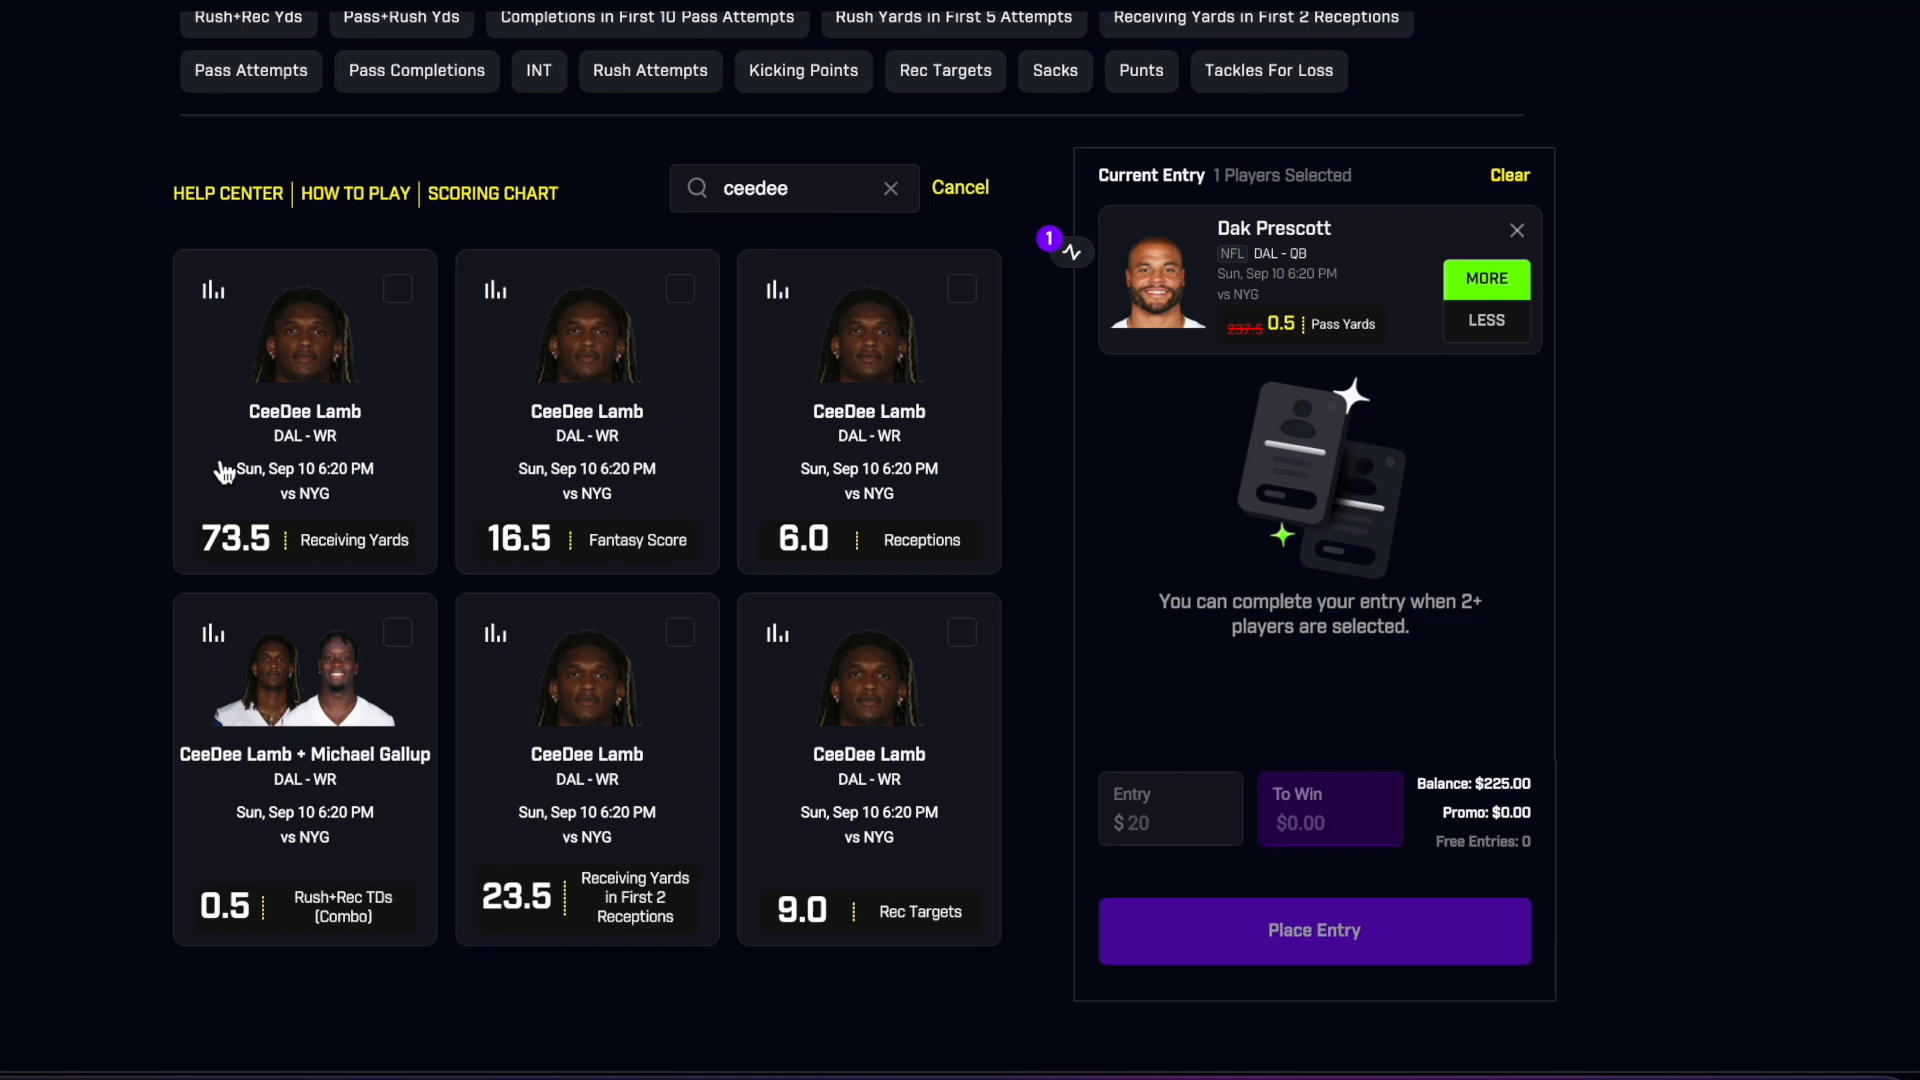 Rush+Rec Yds
Pass+Rush Yds
Completions in First 10 Pass Attempts
Rush Yards in First 5 Attempts
Receiving Yards in First 2 Receptions
Pass Attempts
Pass Completions
INT
Rush Attempts
Kicking Points
Rec Targets
Sacks
Punts
Tackles For Loss
HELP CENTER
HOW TO PLAY
SCORING CHART
ceedee
Cancel
CeeDee Lamb
DAL - WR
Sun, Sep 10 6:20 PM
vs NYG
73.5
Receiving Yards
CeeDee Lamb
DAL - WR
Sun, Sep 10 6:20 PM
vs NYG
16.5
Fantasy Score
CeeDee Lamb
DAL - WR
Sun, Sep 10 6:20 PM
vs NYG
6.0
Receptions
CeeDee Lamb + Michael Gallup
DAL - WR
Sun, Sep 10 6:20 PM
vs NYG
0.5
Rush+Rec TDs
(Combo)
CeeDee Lamb
DAL - WR
Sun, Sep 10 6:20 PM
vs NYG
23.5
Receiving Yards
in First 2
Receptions
CeeDee Lamb
DAL - WR
Sun, Sep 10 6:20 PM
vs NYG
9.0
Rec Targets
Current Entry 1 Players Selected
Clear
1
Dak Prescott
NFL DAL - QB
Sun, Sep 10 6:20 PM
vs NYG
237.5 0.5 Pass Yards
MORE
LESS
You can complete your entry when 2+
players are selected.
Entry
$ 20
To Win
$0.00
Balance: $225.00
Promo: $0.00
Free Entries: 0
Place Entry